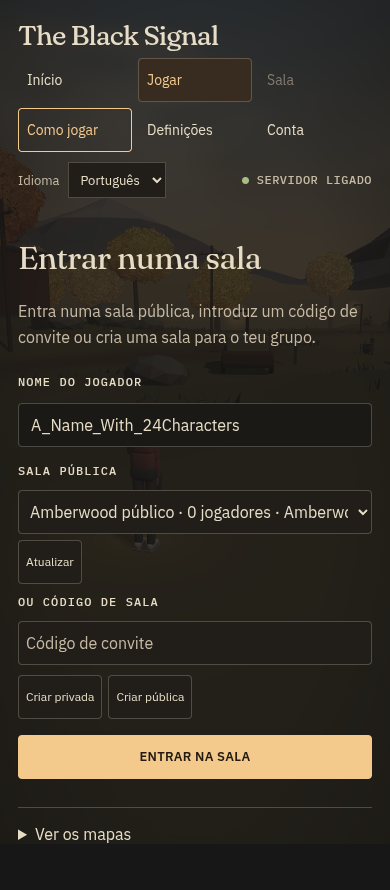 The Black Signal
Início
Jogar
Sala
Como jogar
Definições
Conta
Idioma
Português
SERVIDOR LIGADO
Entrar numa sala
Entra numa sala pública, introduz um código de
convite ou cria uma sala para o teu grupo.
NOME DO JOGADOR
A_Name_With_24Characters
SALA PÚBLICA
Amberwood público · 0 jogadores · Amberwo
Atualizar
OU CÓDIGO DE SALA
Código de convite
Criar privada
Criar pública
ENTRAR NA SALA
Ver os mapas